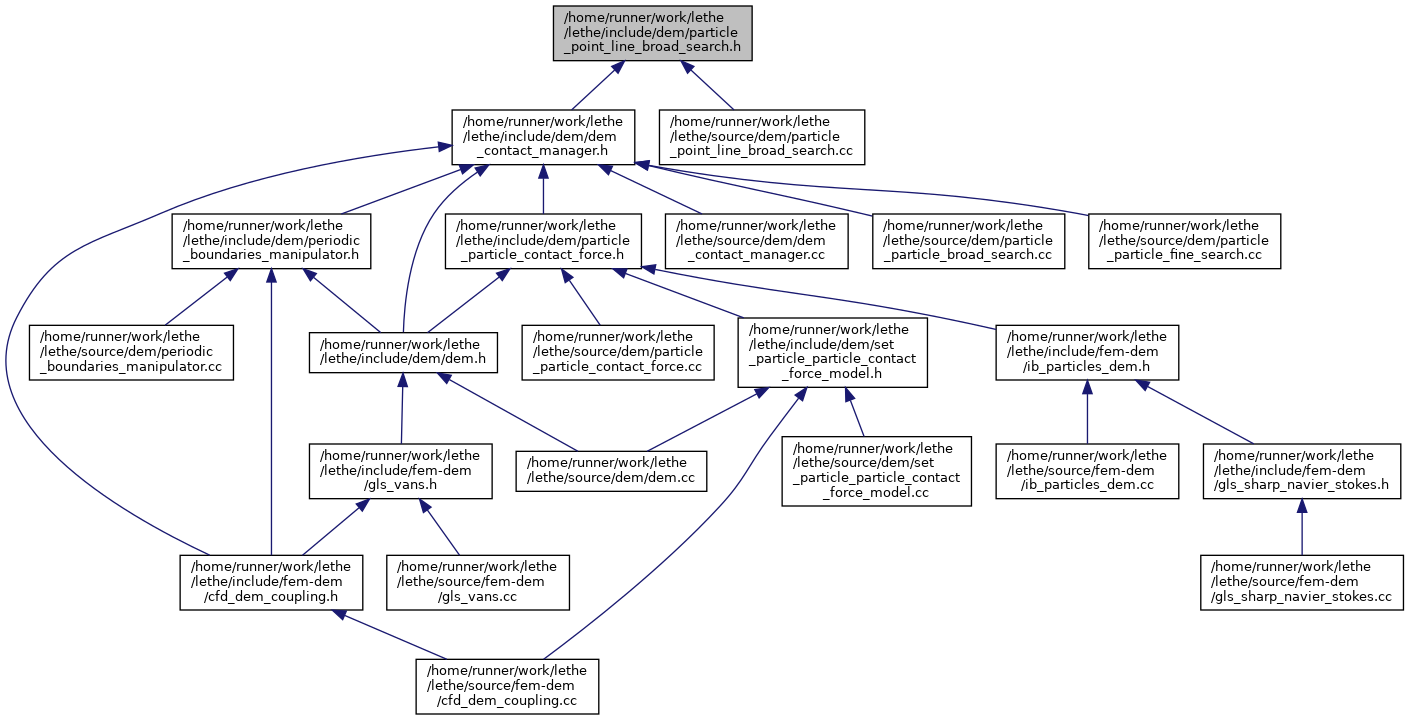 /home/runner/work/lethe
/lethe/include/dem/particle
_point_line_broad_search.h
/home/runner/work/lethe
/lethe/include/dem/dem
_contact_manager.h
/home/runner/work/lethe
/lethe/source/dem/particle
_point_line_broad_search.cc
/home/runner/work/lethe
/lethe/include/dem/periodic
_boundaries_manipulator.h
/home/runner/work/lethe
/lethe/include/dem/particle
_particle_contact_force.h
/home/runner/work/lethe
/lethe/source/dem/dem
_contact_manager.cc
/home/runner/work/lethe
/lethe/source/dem/particle
_particle_broad_search.cc
/home/runner/work/lethe
/lethe/source/dem/particle
_particle_fine_search.cc
/home/runner/work/lethe
/lethe/source/dem/periodic
_boundaries_manipulator.cc
/home/runner/work/lethe
/lethe/include/dem/dem.h
/home/runner/work/lethe
/lethe/source/dem/particle
_particle_contact_force.cc
/home/runner/work/lethe
/lethe/include/dem/set
_particle_particle_contact
_force_model.h
/home/runner/work/lethe
/lethe/include/fem-dem
/ib_particles_dem.h
/home/runner/work/lethe
/lethe/include/fem-dem
/gls_vans.h
/home/runner/work/lethe
/lethe/source/dem/dem.cc
/home/runner/work/lethe
/lethe/source/dem/set
_particle_particle_contact
_force_model.cc
/home/runner/work/lethe
/lethe/source/fem-dem
/ib_particles_dem.cc
/home/runner/work/lethe
/lethe/include/fem-dem
/gls_sharp_navier_stokes.h
/home/runner/work/lethe
/lethe/include/fem-dem
/cfd_dem_coupling.h
/home/runner/work/lethe
/lethe/source/fem-dem
/gls_vans.cc
/home/runner/work/lethe
/lethe/source/fem-dem
/gls_sharp_navier_stokes.cc
/home/runner/work/lethe
/lethe/source/fem-dem
/cfd_dem_coupling.cc